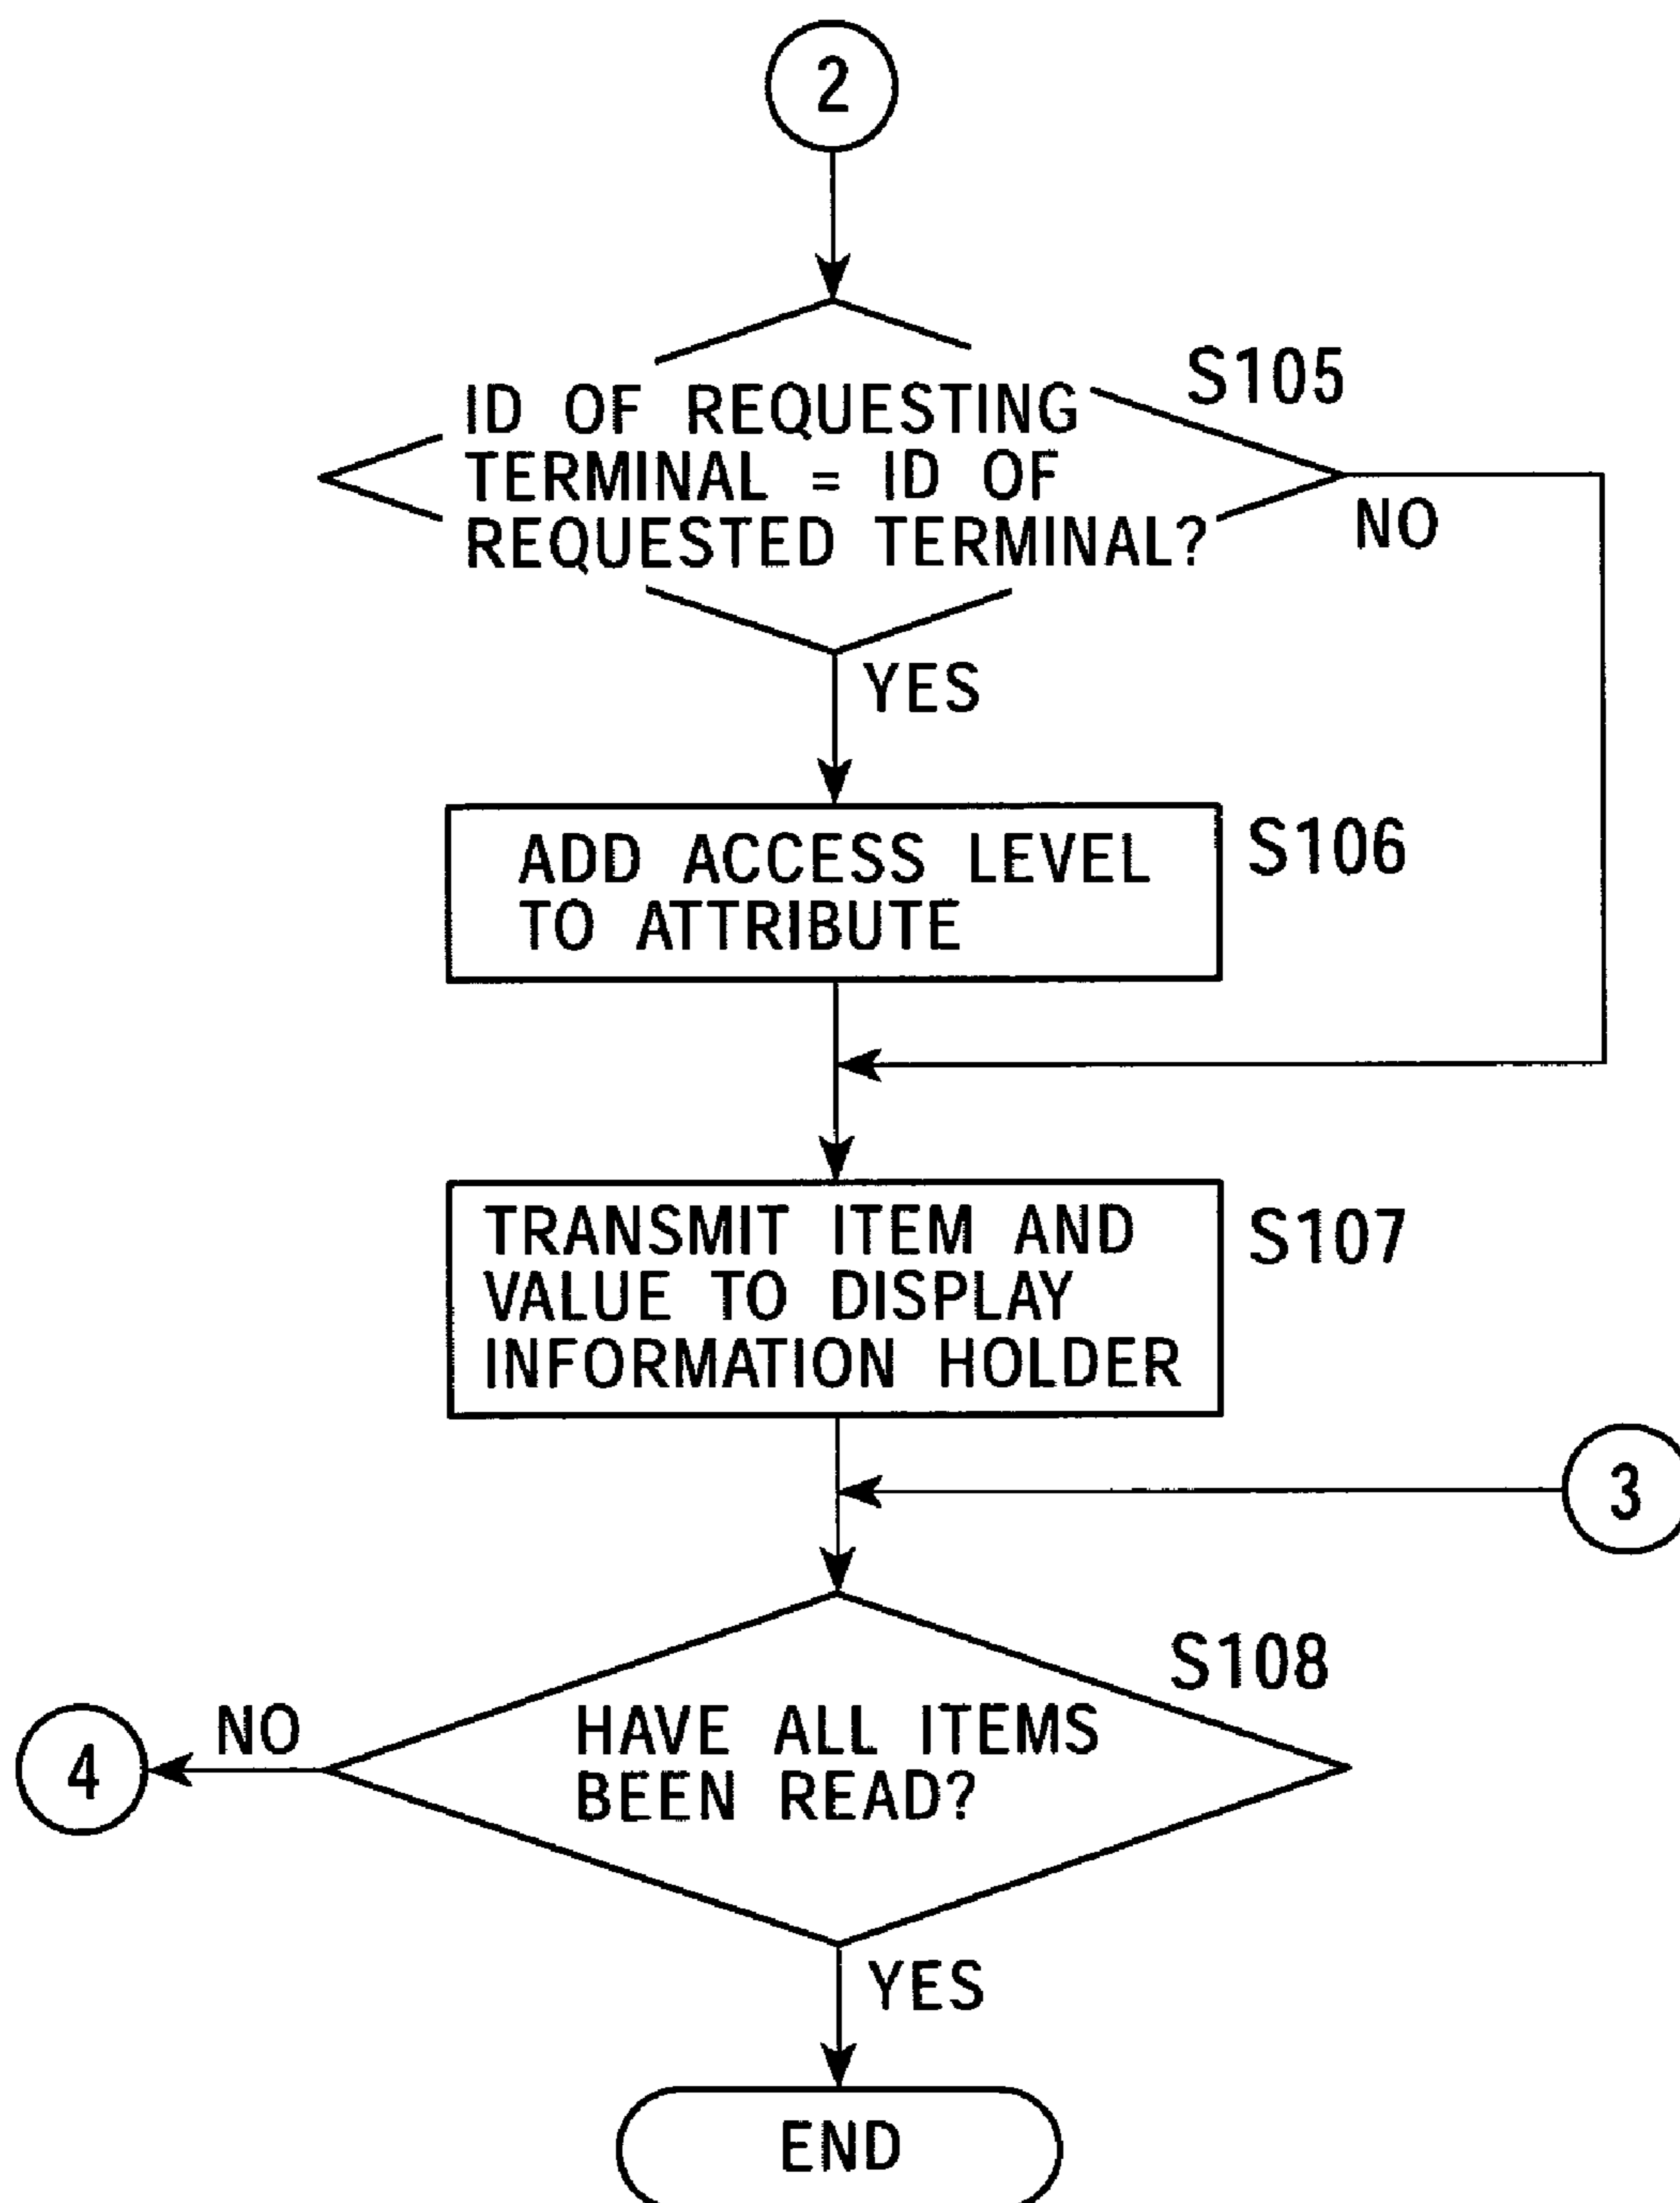 2
S105
ID OF REQUESTING
TERMINAL = ID OF
REQUESTED TERMINAL?
NO
YES
ADD ACCESS LEVEL
TO ATTRIBUTE
S106
TRANSMIT ITEM AND
VALUE TO DISPLAY
INFORMATION HOLDER
S107
3
S108
HAVE ALL ITEMS
BEEN READ?
NO
4
YES
END